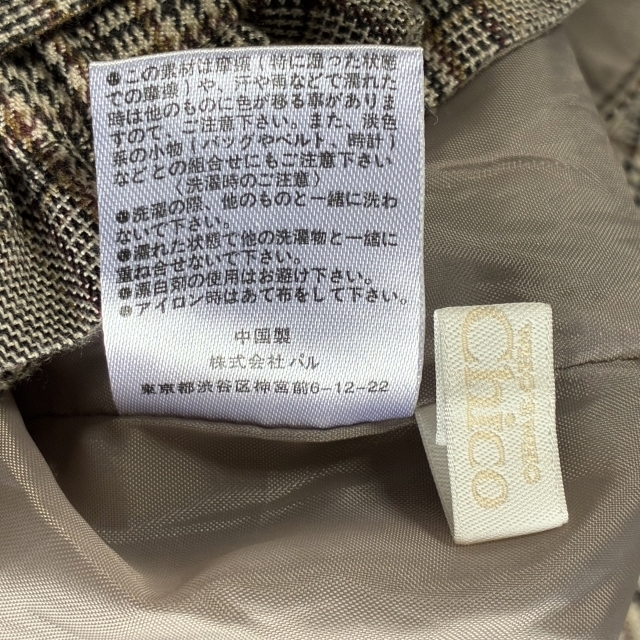 ●この素材は摩擦(特に湿った状態
での摩擦)や、汗や雨などで濡れた
時は他のものに色が移る事がありま
すので、ご注意下さい。また、淡色
系の小物(バッグやベルト、時計)
などとの組合せにもご注意下さい
〈洗濯時のご注意〉
●洗濯の際、他のものと一緒に洗わ
ないで下さい。
●濡れた状態で他の洗濯物と一緒に
重ね合せないで下さい。
●漂白剤の使用はお避け下さい。
●アイロン時はあて布をして下さい。
中国製
株式会社パル
東京都渋谷区神宮前6-12-22
Chico